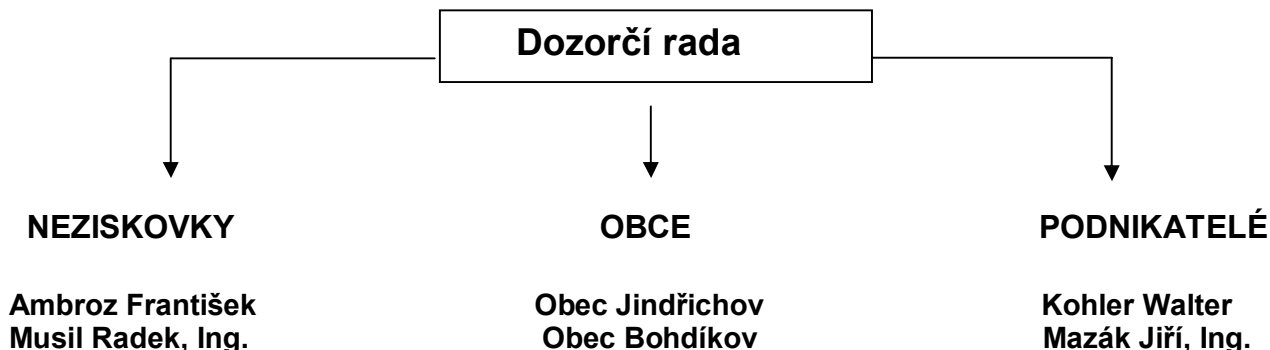 Dozorčí rada
NEZISKOVKY
OBCE
PODNIKATELÉ
Ambroz František
Musil Radek, Ing.
Obec Jindřichov
Obec Bohdíkov
Kohler Walter
Mazák Jiří, Ing.